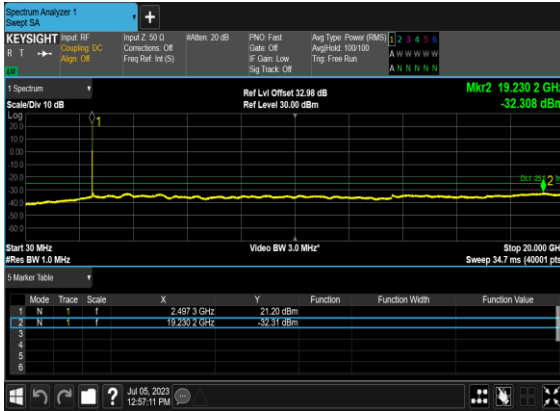 Spectrum Analyzer 1
Swept SA
+
KEYSIGHT
R T
Input: RF
Coupling: DC
Align: Off
Input Z: 50 Ω
Corrections: Off
Freq Ref: Int (S)
#Atten: 20 dB
PNO: Fast
Gate: Off
IF Gain: Low
Sig Track: Off
Avg Type: Power (RMS)
Avg|Hold: 100/100
Trig: Free Run
1 2 3 4 5 6
A W W W W W
A N N N N N
1 Spectrum
Scale/Div 10 dB
Ref Lvl Offset 32.98 dB
Ref Level 30.00 dBm
Mkr2 19.230 2 GHz
-32.308 dBm
Log
20.0
10.0
0.00
-10.0
-20.0
-30.0
-40.0
-50.0
-60.0
1
2
Start 30 MHz
#Res BW 1.0 MHz
Video BW 3.0 MHz*
Stop 20.000 GH
Sweep 34.7 ms (40001 pts
5 Marker Table
Mode Trace Scale X Y Function Function Width Function Value
1 N 1 f 2.497 3 GHz 21.20 dBm
2 N 1 f 19.230 2 GHz -32.31 dBm
3
4
5
6
?
Jul 05, 2023
12:57:11 PM